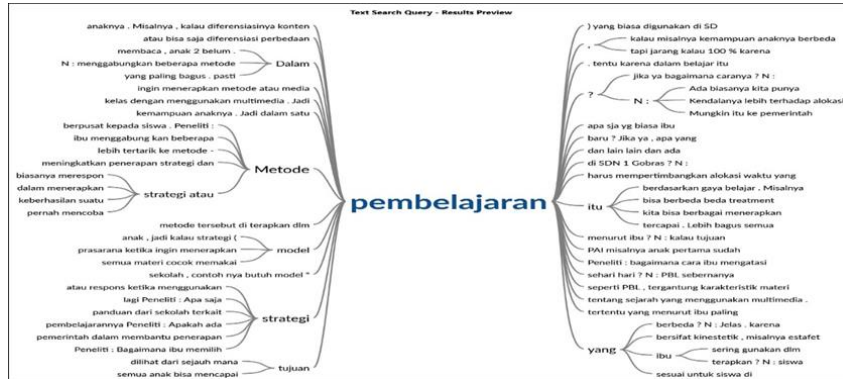 Text Search Query - Results Preview
anaknya . Misalnya , kalau diferensiasinya konten
atau bisa saja diferensiasi perbedaan
membaca , anak 2 belum .
N : menggabungkan beberapa metode
yang paling bagus . pasti
Dalam
ingin menerapkan metode atau media
kelas dengan menggunakan multimedia . Jadi
kemampuan anaknya . Jadi dalam satu
berpusat kepada siswa . Peneliti :
ibu menggabung kan beberapa
lebih tertarik ke metode -
meningkatkan penerapan strategi dan
Metode
biasanya merespon
dalam menerapkan
keberhasilan suatu
pernah mencoba
strategi atau
metode tersebut di terapkan dlm
anak , jadi kalau strategi (
prasarana ketika ingin menerapkan
semua materi cocok memakai
model
sekolah , contoh nya butuh model "
atau respons ketika menggunakan
lagi Peneliti : Apa saja
panduan dari sekolah terkait
pembelajarannya Peneliti : Apakah ada
pemerintah dalam membantu penerapan
Peneliti : Bagaimana ibu memilih
strategi
dilihat dari sejauh mana
semua anak bisa mencapai
tujuan
pembelajaran
) yang biasa digunakan di SD
,
kalau misalnya kemampuan anaknya berbeda
tapi jarang kalau 100 % karena
. tentu karena dalam belajar itu
?
jika ya bagaimana caranya ? N :
N :
Ada biasanya kita punya
Kendalanya lebih terhadap alokasi
Mungkin itu ke pemerintah
apa sja yg biasa ibu
baru ? Jika ya , apa yang
dan lain lain dan ada
di SDN 1 Gobras ? N :
harus mempertimbangkan alokasi waktu yang
itu
berdasarkan gaya belajar . Misalnya
bisa berbeda beda treatment
kita bisa berbagai menerapkan
tercapai . Lebih bagus semua
menurut ibu ? N : kalau tujuan
PAI misalnya anak pertama sudah
Peneliti : bagaimana cara ibu mengatasi
sehari hari ? N : PBL sebernanya
seperti PBL , tergantung karakteristik materi
tentang sejarah yang menggunakan multimedia .
tertentu yang menurut ibu paling
yang
berbeda ? N : Jelas . karena
bersifat kinestetik , misalnya estafet
ibu
sering gunakan dlm
terapkan ? N : siswa
sesuai untuk siswa di